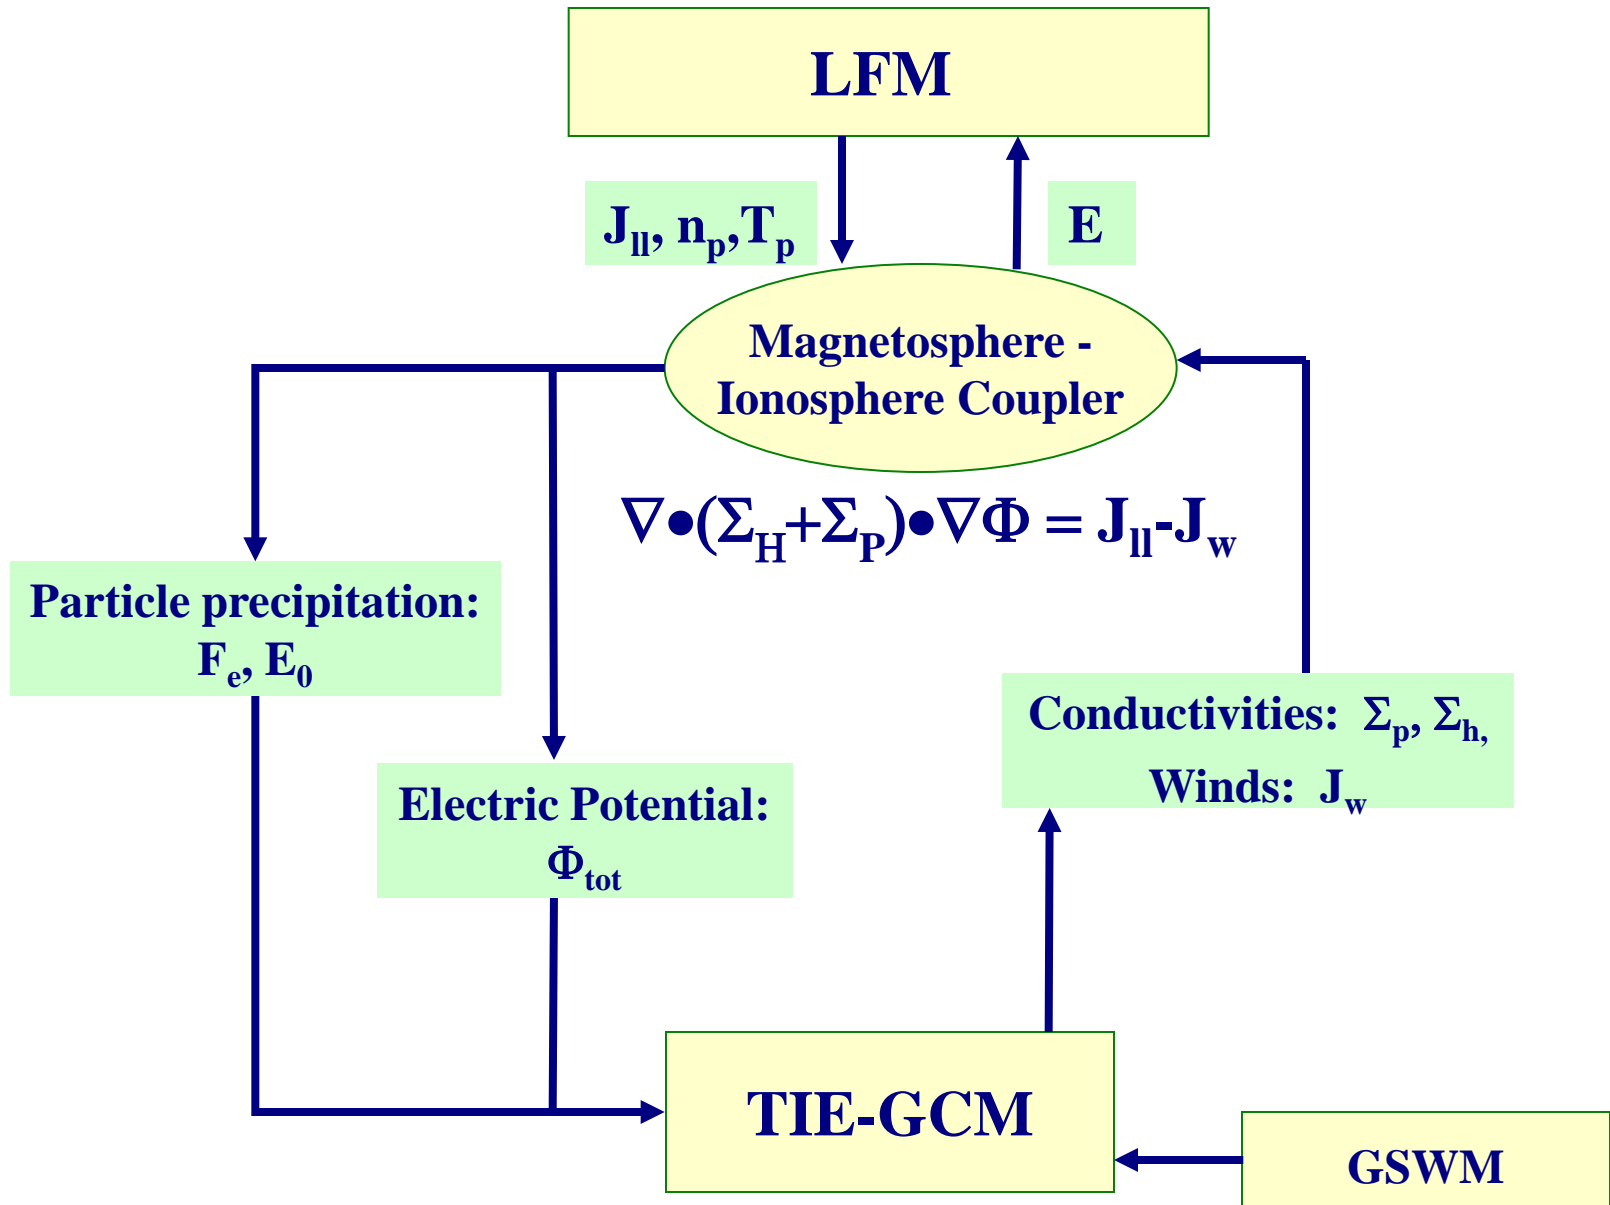 LFM
J_ll, n_p,T_p
E
Magnetosphere -
Ionosphere Coupler
∇•(Σ_H+Σ_P)•∇Φ = J_ll-J_w
Particle precipitation:
F_e, E_0
Conductivities: Σ_p, Σ_h,
Winds: J_w
Electric Potential:
Φ_tot
TIE-GCM
GSWM